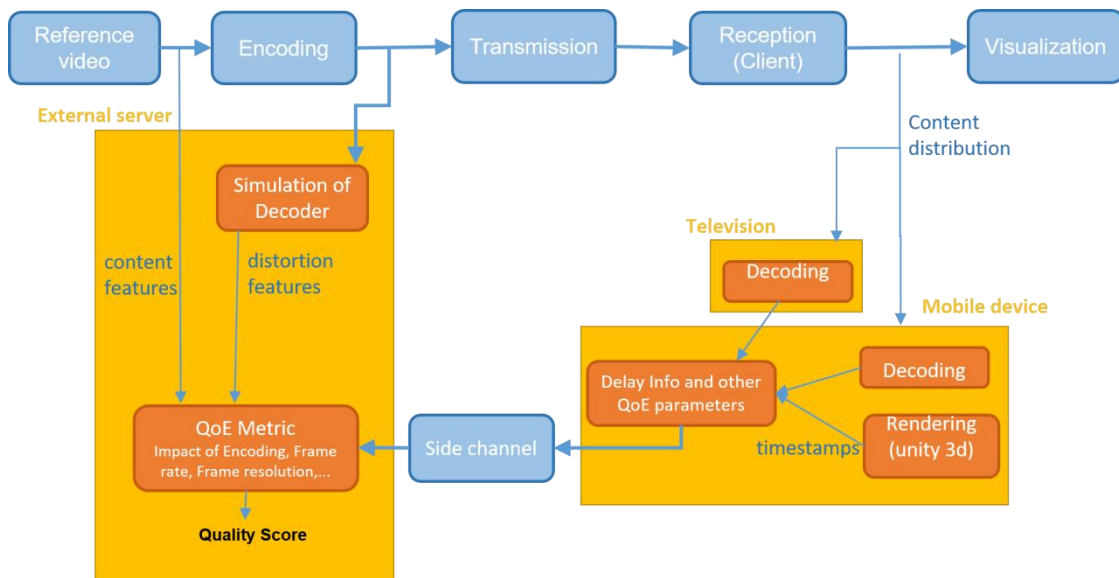 Reference
video
Encoding
Transmission
Reception
(Client)
Visualization
External server
Content
distribution
Simulation of
Decoder
Television
content
features
distortion
features
Decoding
Mobile device
Delay Info and other
QoE parameters
Decoding
QoE Metric
Impact of Encoding, Frame
rate, Frame resolution,...
Side channel
timestamps
Rendering
(unity 3d)
Quality Score